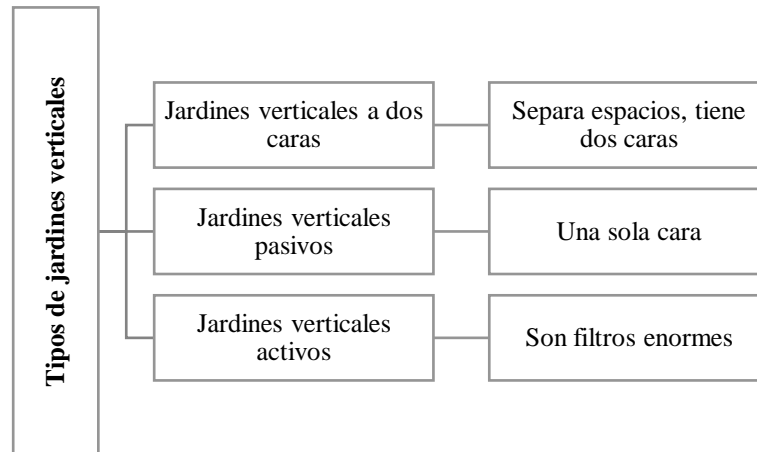 Tipos de jardines verticales
Jardines verticales a dos
caras
Separa espacios, tiene
dos caras
Jardines verticales
pasivos
Una sola cara
Jardines verticales
activos
Son filtros enormes